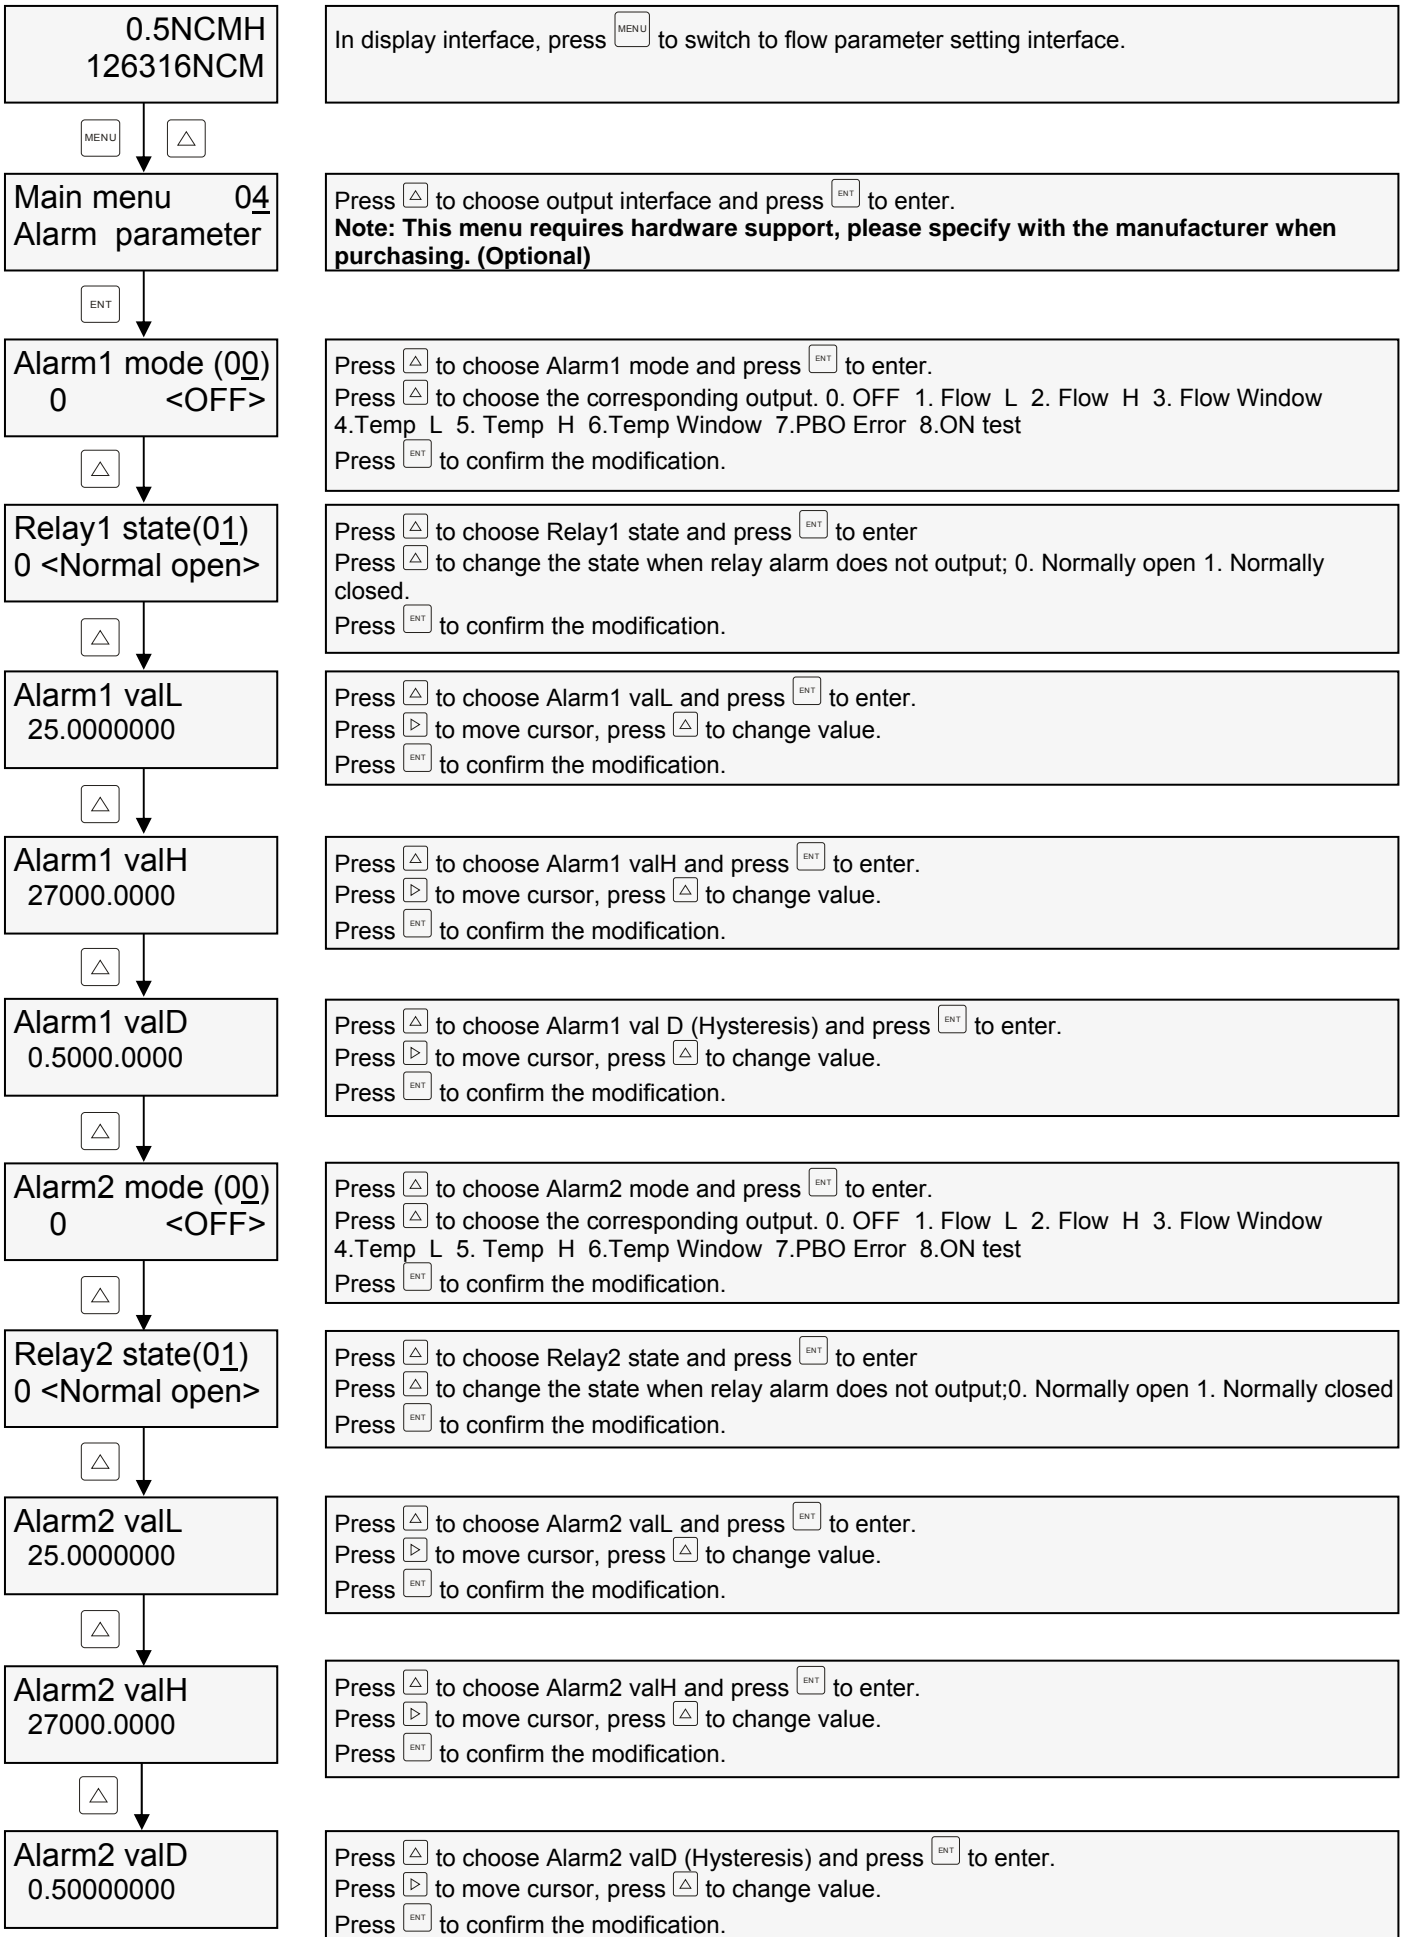 0.5NCMH
126316NCM
In display interface, press MENU to switch to flow parameter setting interface.
MENU △
Main menu 04
Alarm parameter
Press △ to choose output interface and press ENT to enter.
Note: This menu requires hardware support, please specify with the manufacturer when
purchasing. (Optional)
ENT
Alarm1 mode (00)
0 <OFF>
Press △ to choose Alarm1 mode and press ENT to enter.
Press △ to choose the corresponding output. 0. OFF 1. Flow L 2. Flow H 3. Flow Window
4.Temp L 5. Temp H 6.Temp Window 7.PBO Error 8.ON test
Press ENT to confirm the modification.
△
Relay1 state(01)
0 <Normal open>
Press △ to choose Relay1 state and press ENT to enter
Press △ to change the state when relay alarm does not output; 0. Normally open 1. Normally
closed.
Press ENT to confirm the modification.
△
Alarm1 valL
25.0000000
Press △ to choose Alarm1 valL and press ENT to enter.
Press ▷ to move cursor, press △ to change value.
Press ENT to confirm the modification.
△
Alarm1 valH
27000.0000
Press △ to choose Alarm1 valH and press ENT to enter.
Press ▷ to move cursor, press △ to change value.
Press ENT to confirm the modification.
△
Alarm1 valD
0.5000.0000
Press △ to choose Alarm1 val D (Hysteresis) and press ENT to enter.
Press ▷ to move cursor, press △ to change value.
Press ENT to confirm the modification.
△
Alarm2 mode (00)
0 <OFF>
Press △ to choose Alarm2 mode and press ENT to enter.
Press △ to choose the corresponding output. 0. OFF 1. Flow L 2. Flow H 3. Flow Window
4.Temp L 5. Temp H 6.Temp Window 7.PBO Error 8.ON test
Press ENT to confirm the modification.
△
Relay2 state(01)
0 <Normal open>
Press △ to choose Relay2 state and press ENT to enter
Press △ to change the state when relay alarm does not output;0. Normally open 1. Normally closed
Press ENT to confirm the modification.
△
Alarm2 valL
25.0000000
Press △ to choose Alarm2 valL and press ENT to enter.
Press ▷ to move cursor, press △ to change value.
Press ENT to confirm the modification.
△
Alarm2 valH
27000.0000
Press △ to choose Alarm2 valH and press ENT to enter.
Press ▷ to move cursor, press △ to change value.
Press ENT to confirm the modification.
△
Alarm2 valD
0.50000000
Press △ to choose Alarm2 valD (Hysteresis) and press ENT to enter.
Press ▷ to move cursor, press △ to change value.
Press ENT to confirm the modification.